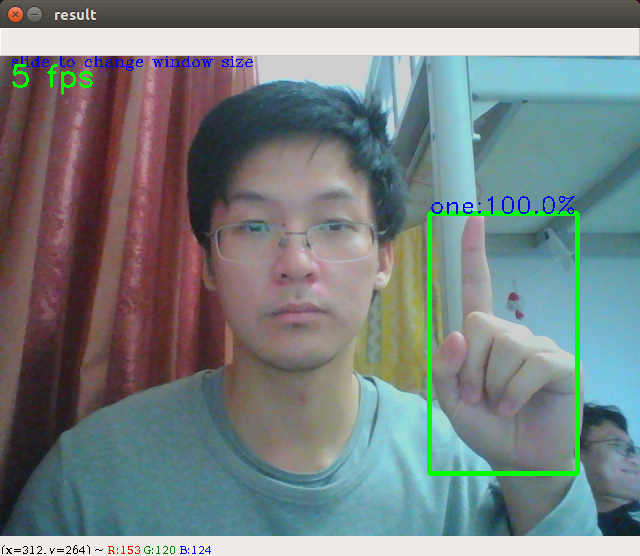 result
slide to change window size
5 fps
one:100.0%
(x=312, y=264) ~ R:153 G:120 B:124